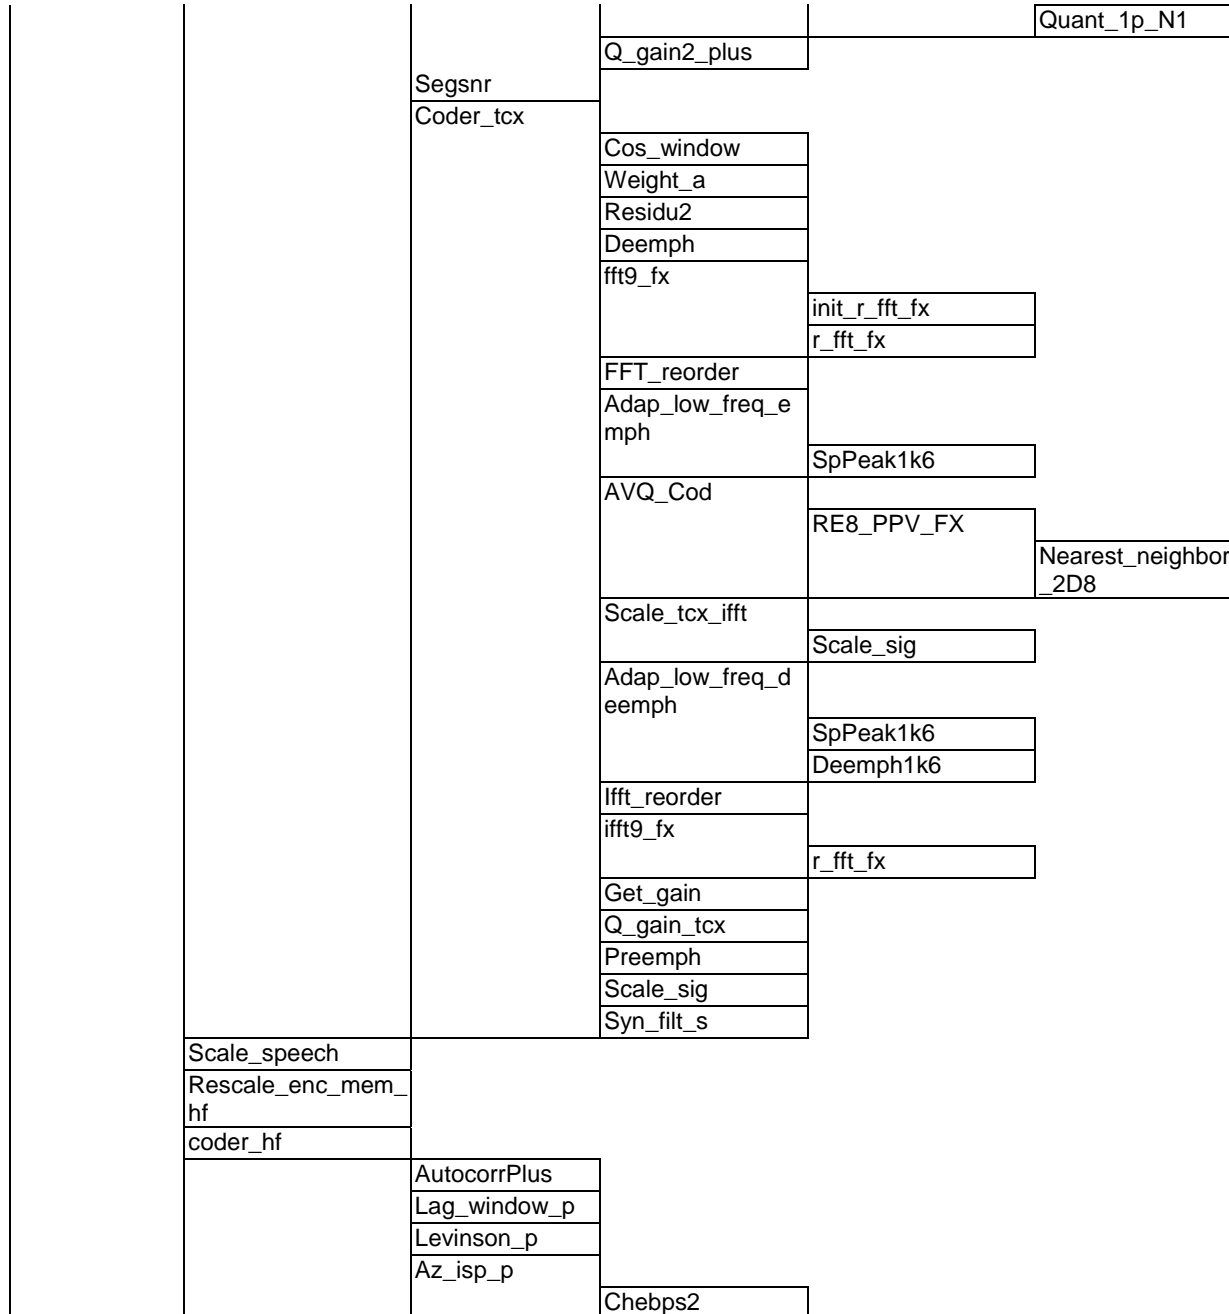 Quant_1p_N1
Q_gain2_plus
Segsnr
Coder_tcx
Cos_window
Weight_a
Residu2
Deemph
fft9_fx
init_r_fft_fx
r_fft_fx
FFT_reorder
Adap_low_freq_e
mph
SpPeak1k6
AVQ_Cod
RE8_PPV_FX
Nearest_neighbor
_2D8
Scale_tcx_ifft
Scale_sig
Adap_low_freq_d
eemph
SpPeak1k6
Deemph1k6
Ifft_reorder
ifft9_fx
r_fft_fx
Get_gain
Q_gain_tcx
Preemph
Scale_sig
Syn_filt_s
Scale_speech
Rescale_enc_mem_
hf
coder_hf
AutocorrPlus
Lag_window_p
Levinson_p
Az_isp_p
Chebps2